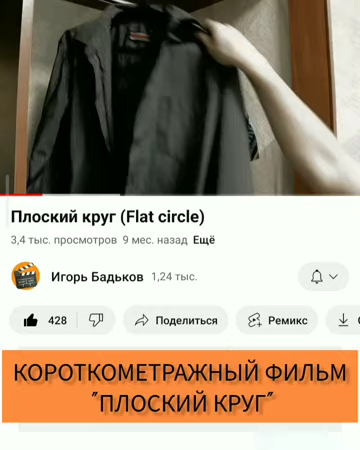 Плоский круг (Flat circle)
3,4 тыс. просмотров 9 мес. назад Ещё
Игорь Бадьков 1,24 тыс.
428 Поделиться Ремикс
КОРОТКОМЕТРАЖНЫЙ ФИЛЬМ
"ПЛОСКИЙ КРУГ"